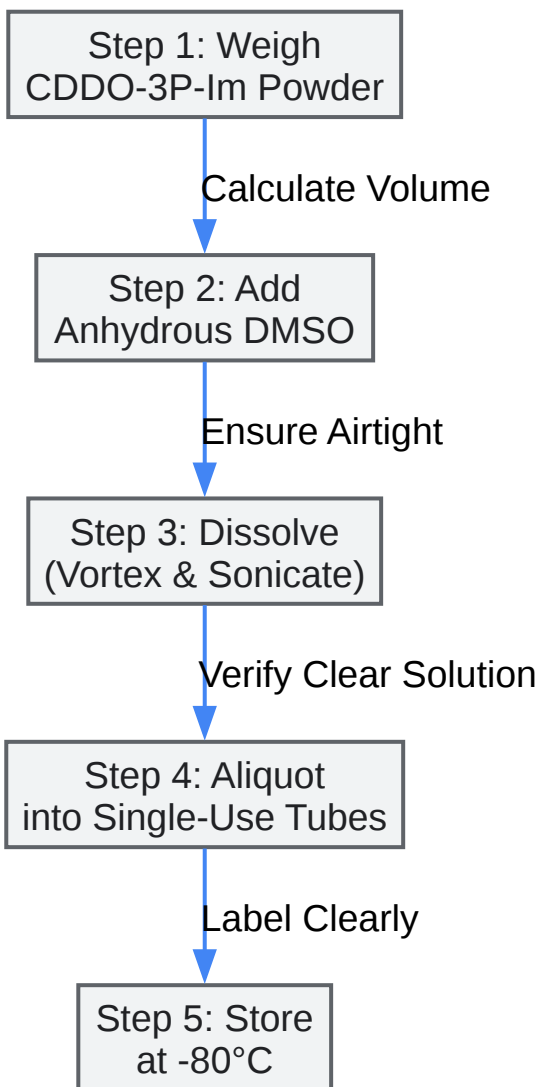 Step 1: Weigh
CDDO-3P-Im Powder
Calculate Volume
Step 2: Add
Anhydrous DMSO
Ensure Airtight
Step 3: Dissolve
(Vortex & Sonicate)
Verify Clear Solution
Step 4: Aliquot
into Single-Use Tubes
Label Clearly
Step 5: Store
at -80°C